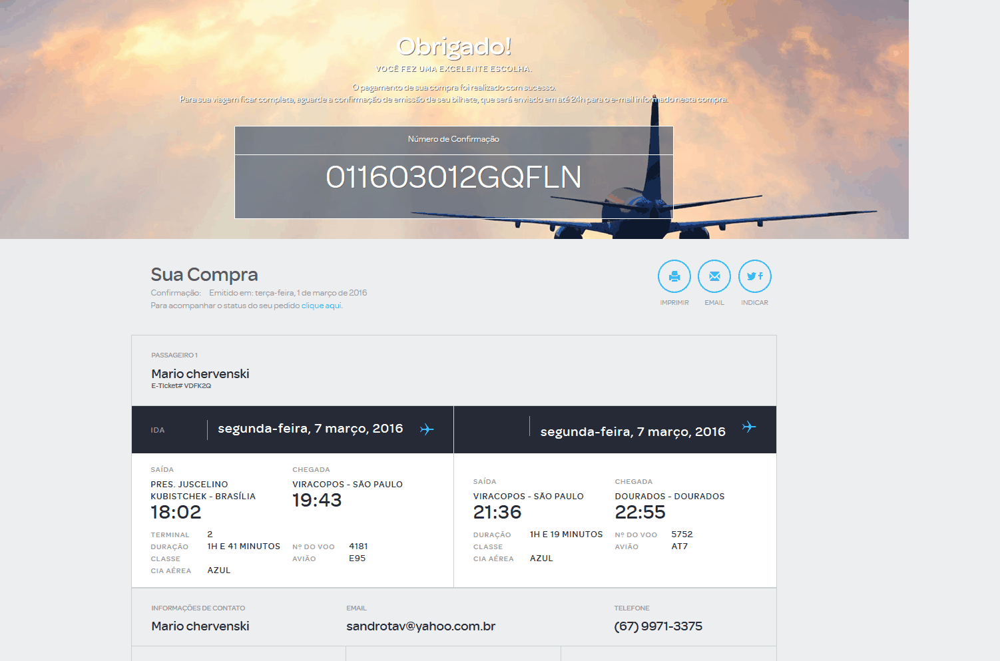 Obrigado!
VOCÊ FEZ UMA EXCELENTE ESCOLHA.
O pagamento de sua compra foi realizado com sucesso.
Para sua viagem ficar completa, aguarde a confirmação de emissão de seu bilhete, que será enviado em até 24h para o e-mail informado nesta compra.
Número de Confirmação
011603012GQFLN
Sua Compra
Confirmação: Emitido em: terça-feira, 1 de março de 2016
Para acompanhar o status do seu pedido clique aqui.
IMPRIMIR EMAIL INDICAR
PASSAGEIRO 1
Mario chervenski
E-Ticket# VDFK2Q
IDA segunda-feira, 7 março, 2016
SAÍDA CHEGADA
PRES. JUSCELINO VIRACOPOS - SÃO PAULO
KUBISTCHEK - BRASÍLIA
18:02 19:43
TERMINAL 2
DURAÇÃO 1H E 41 MINUTOS Nº DO VOO 4181
CLASSE AVIÃO E95
CIA AÉREA AZUL
segunda-feira, 7 março, 2016
SAÍDA CHEGADA
VIRACOPOS - SÃO PAULO DOURADOS - DOURADOS
21:36 22:55
DURAÇÃO 1H E 19 MINUTOS Nº DO VOO 5752
CLASSE AVIÃO AT7
CIA AÉREA AZUL
INFORMAÇÕES DE CONTATO EMAIL TELEFONE
Mario chervenski sandrotav@yahoo.com.br (67) 9971-3375